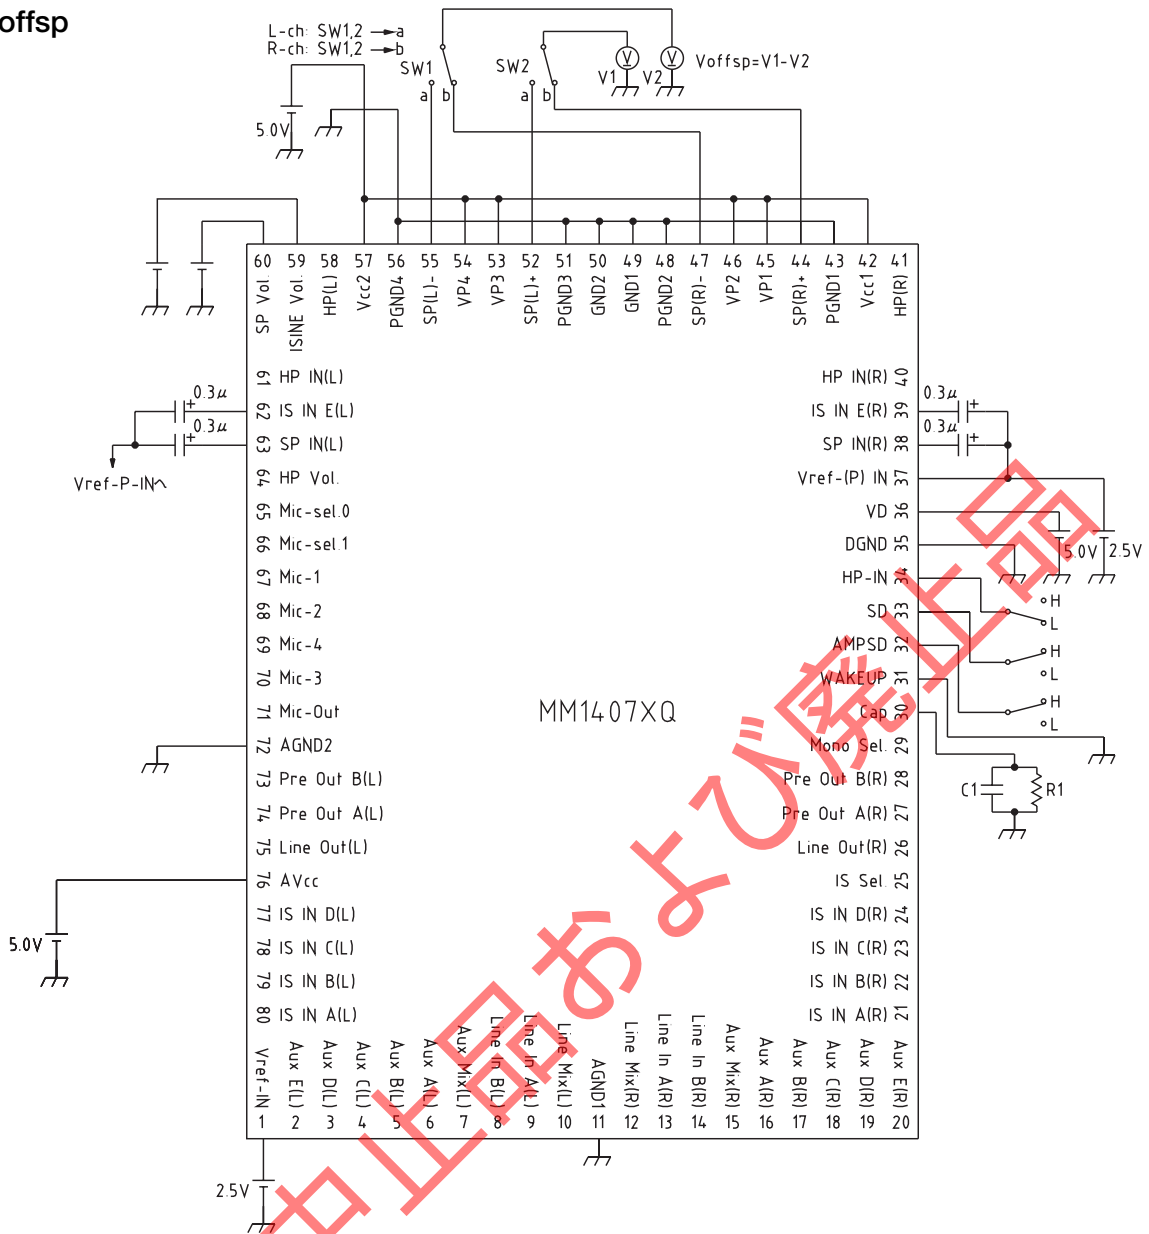 offsp
L-ch: SW1,2 →a
R-ch: SW1,2 →b
SW1
SW2
a
b
a
b
V
V
V1
V2
Voffsp=V1-V2
5.0V
60 59 58 57 56 55 54 53 52 51 50 49 48 47 46 45 44 43 42 41
SP Vol.
ISINE Vol.
HP(L)
Vcc2
PGND4
SP(L)-
VP4
VP3
SP(L)+
PGND3
GND2
GND1
PGND2
SP(R)-
VP2
VP1
SP(R)+
PGND1
Vcc1
HP(R)
61 HP IN(L)
62 IS IN E(L)
63 SP IN(L)
64 HP Vol.
65 Mic-sel.0
66 Mic-sel.1
67 Mic-1
68 Mic-2
69 Mic-4
70 Mic-3
71 Mic-Out
72 AGND2
73 Pre Out B(L)
74 Pre Out A(L)
75 Line Out(L)
76 AVcc
77 IS IN D(L)
78 IS IN C(L)
79 IS IN B(L)
80 IS IN A(L)
0.3μ
+
0.3μ
+
Vref-P-INへ
5.0V
MM1407XQ
HP IN(R) 40
IS IN E(R) 39
SP IN(R) 38
Vref-(P) IN 37
VD 36
DGND 35
HP-IN 34
SD 33
AMPSD 32
WAKEUP 31
Cap 30
Mono Sel. 29
Pre Out B(R) 28
Pre Out A(R) 27
Line Out(R) 26
IS Sel. 25
IS IN D(R) 24
IS IN C(R) 23
IS IN B(R) 22
IS IN A(R) 21
0.3μ
+
0.3μ
+
5.0V
2.5V
H
L
H
L
H
L
C1
R1
Vref-IN
Aux E(L)
Aux D(L)
Aux C(L)
Aux B(L)
Aux A(L)
Aux Mix(L)
Line In B(L)
Line In A(L)
Line Mix(L)
AGND1
Line Mix(R)
Line In A(R)
Line In B(R)
Aux Mix(R)
Aux A(R)
Aux B(R)
Aux C(R)
Aux D(R)
Aux E(R)
1 2 3 4 5 6 7 8 9 10 11 12 13 14 15 16 17 18 19 20
2.5V
中止品および廃止品